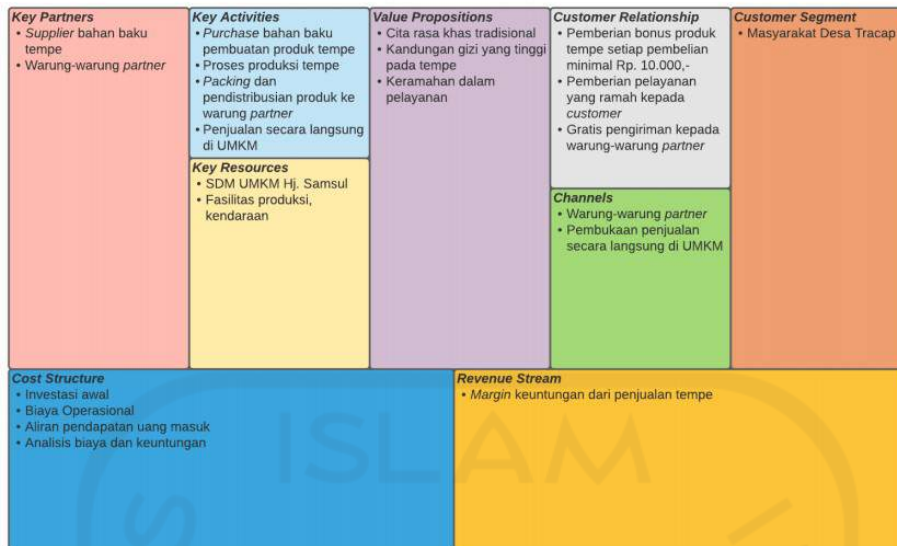 Key Partners
• Supplier bahan baku
tempe
• Warung-warung partner
Key Activities
• Purchase bahan baku
pembuatan produk tempe
• Proses produksi tempe
• Packing dan
pendistribusian produk ke
warung partner
• Penjualan secara langsung
di UMKM
Key Resources
• SDM UMKM Hj. Samsul
• Fasilitas produksi,
kendaraan
Value Propositions
• Cita rasa khas tradisional
• Kandungan gizi yang tinggi
pada tempe
• Keramahan dalam
pelayanan
Customer Relationship
• Pemberian bonus produk
tempe setiap pembelian
minimal Rp. 10.000,-
• Pemberian pelayanan
yang ramah kepada
customer
• Gratis pengiriman kepada
warung-warung partner
Channels
• Warung-warung partner
• Pembukaan penjualan
secara langsung di UMKM
Customer Segment
• Masyarakat Desa Tracap
Cost Structure
• Investasi awal
• Biaya Operasional
• Aliran pendapatan uang masuk
• Analisis biaya dan keuntungan
Revenue Stream
• Margin keuntungan dari penjualan tempe
ISLAM